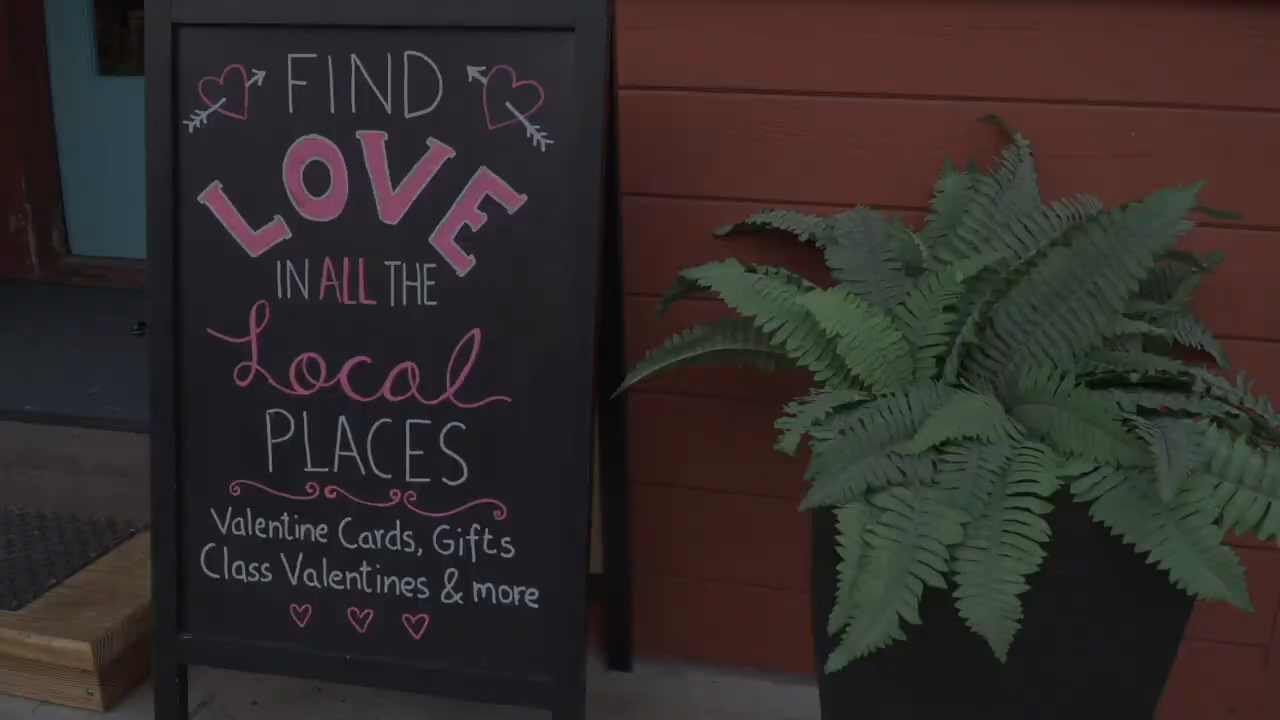 FIND
LOVE
IN ALL THE
Local
PLACES
Valentine Cards, Gifts
Class Valentines & more